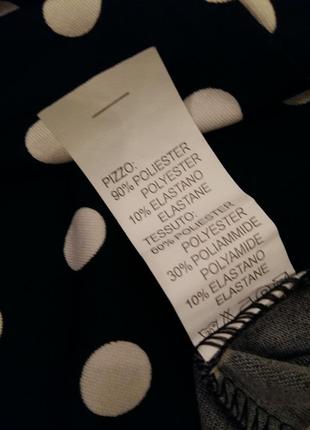 PIZZO:
90% POLIESTER
POLYESTER
10% ELASTANO
ELASTANE
TESSUTO:
60% POLIESTER
POLYESTER
30% POLIAMMIDE
POLYAMIDE
10% ELASTANO
ELASTANE